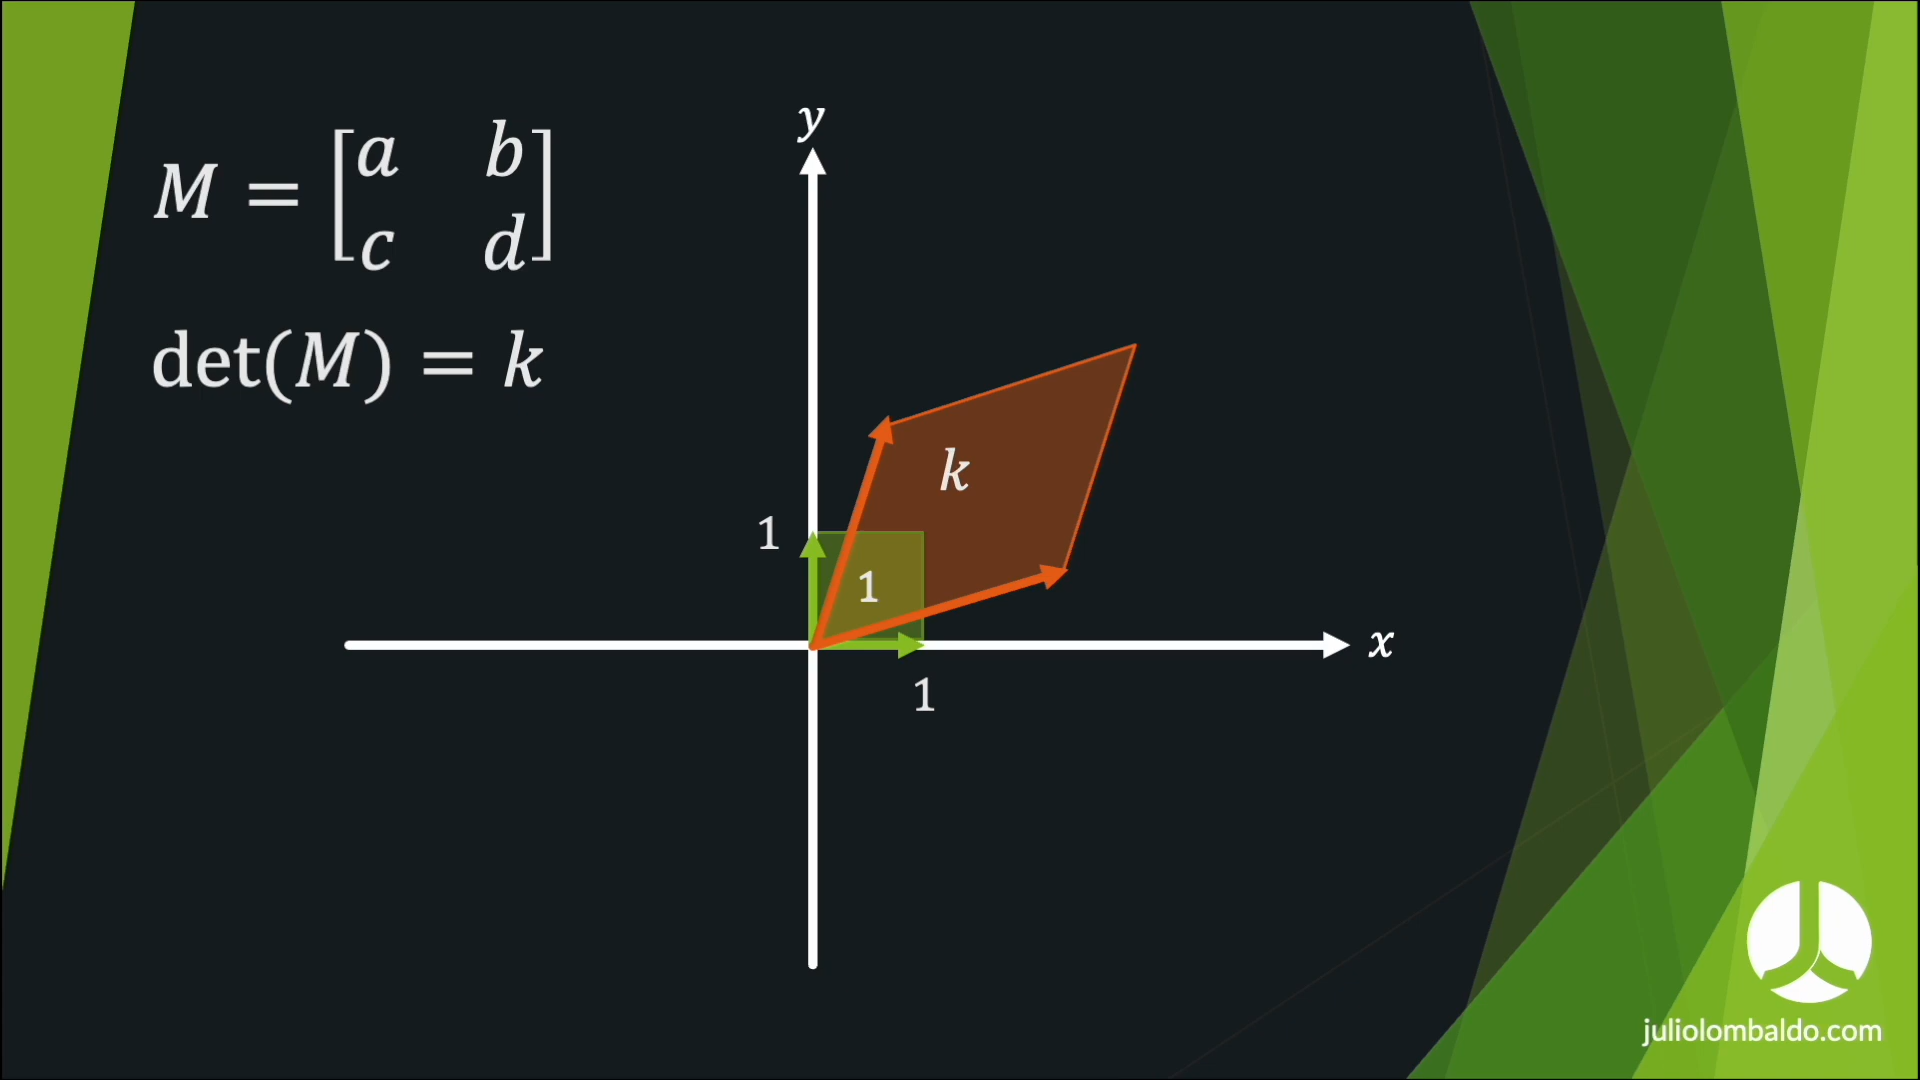 y
M = [a b
c d]
det(M) = k
k
1
1
x
1
juliolombaldo.com